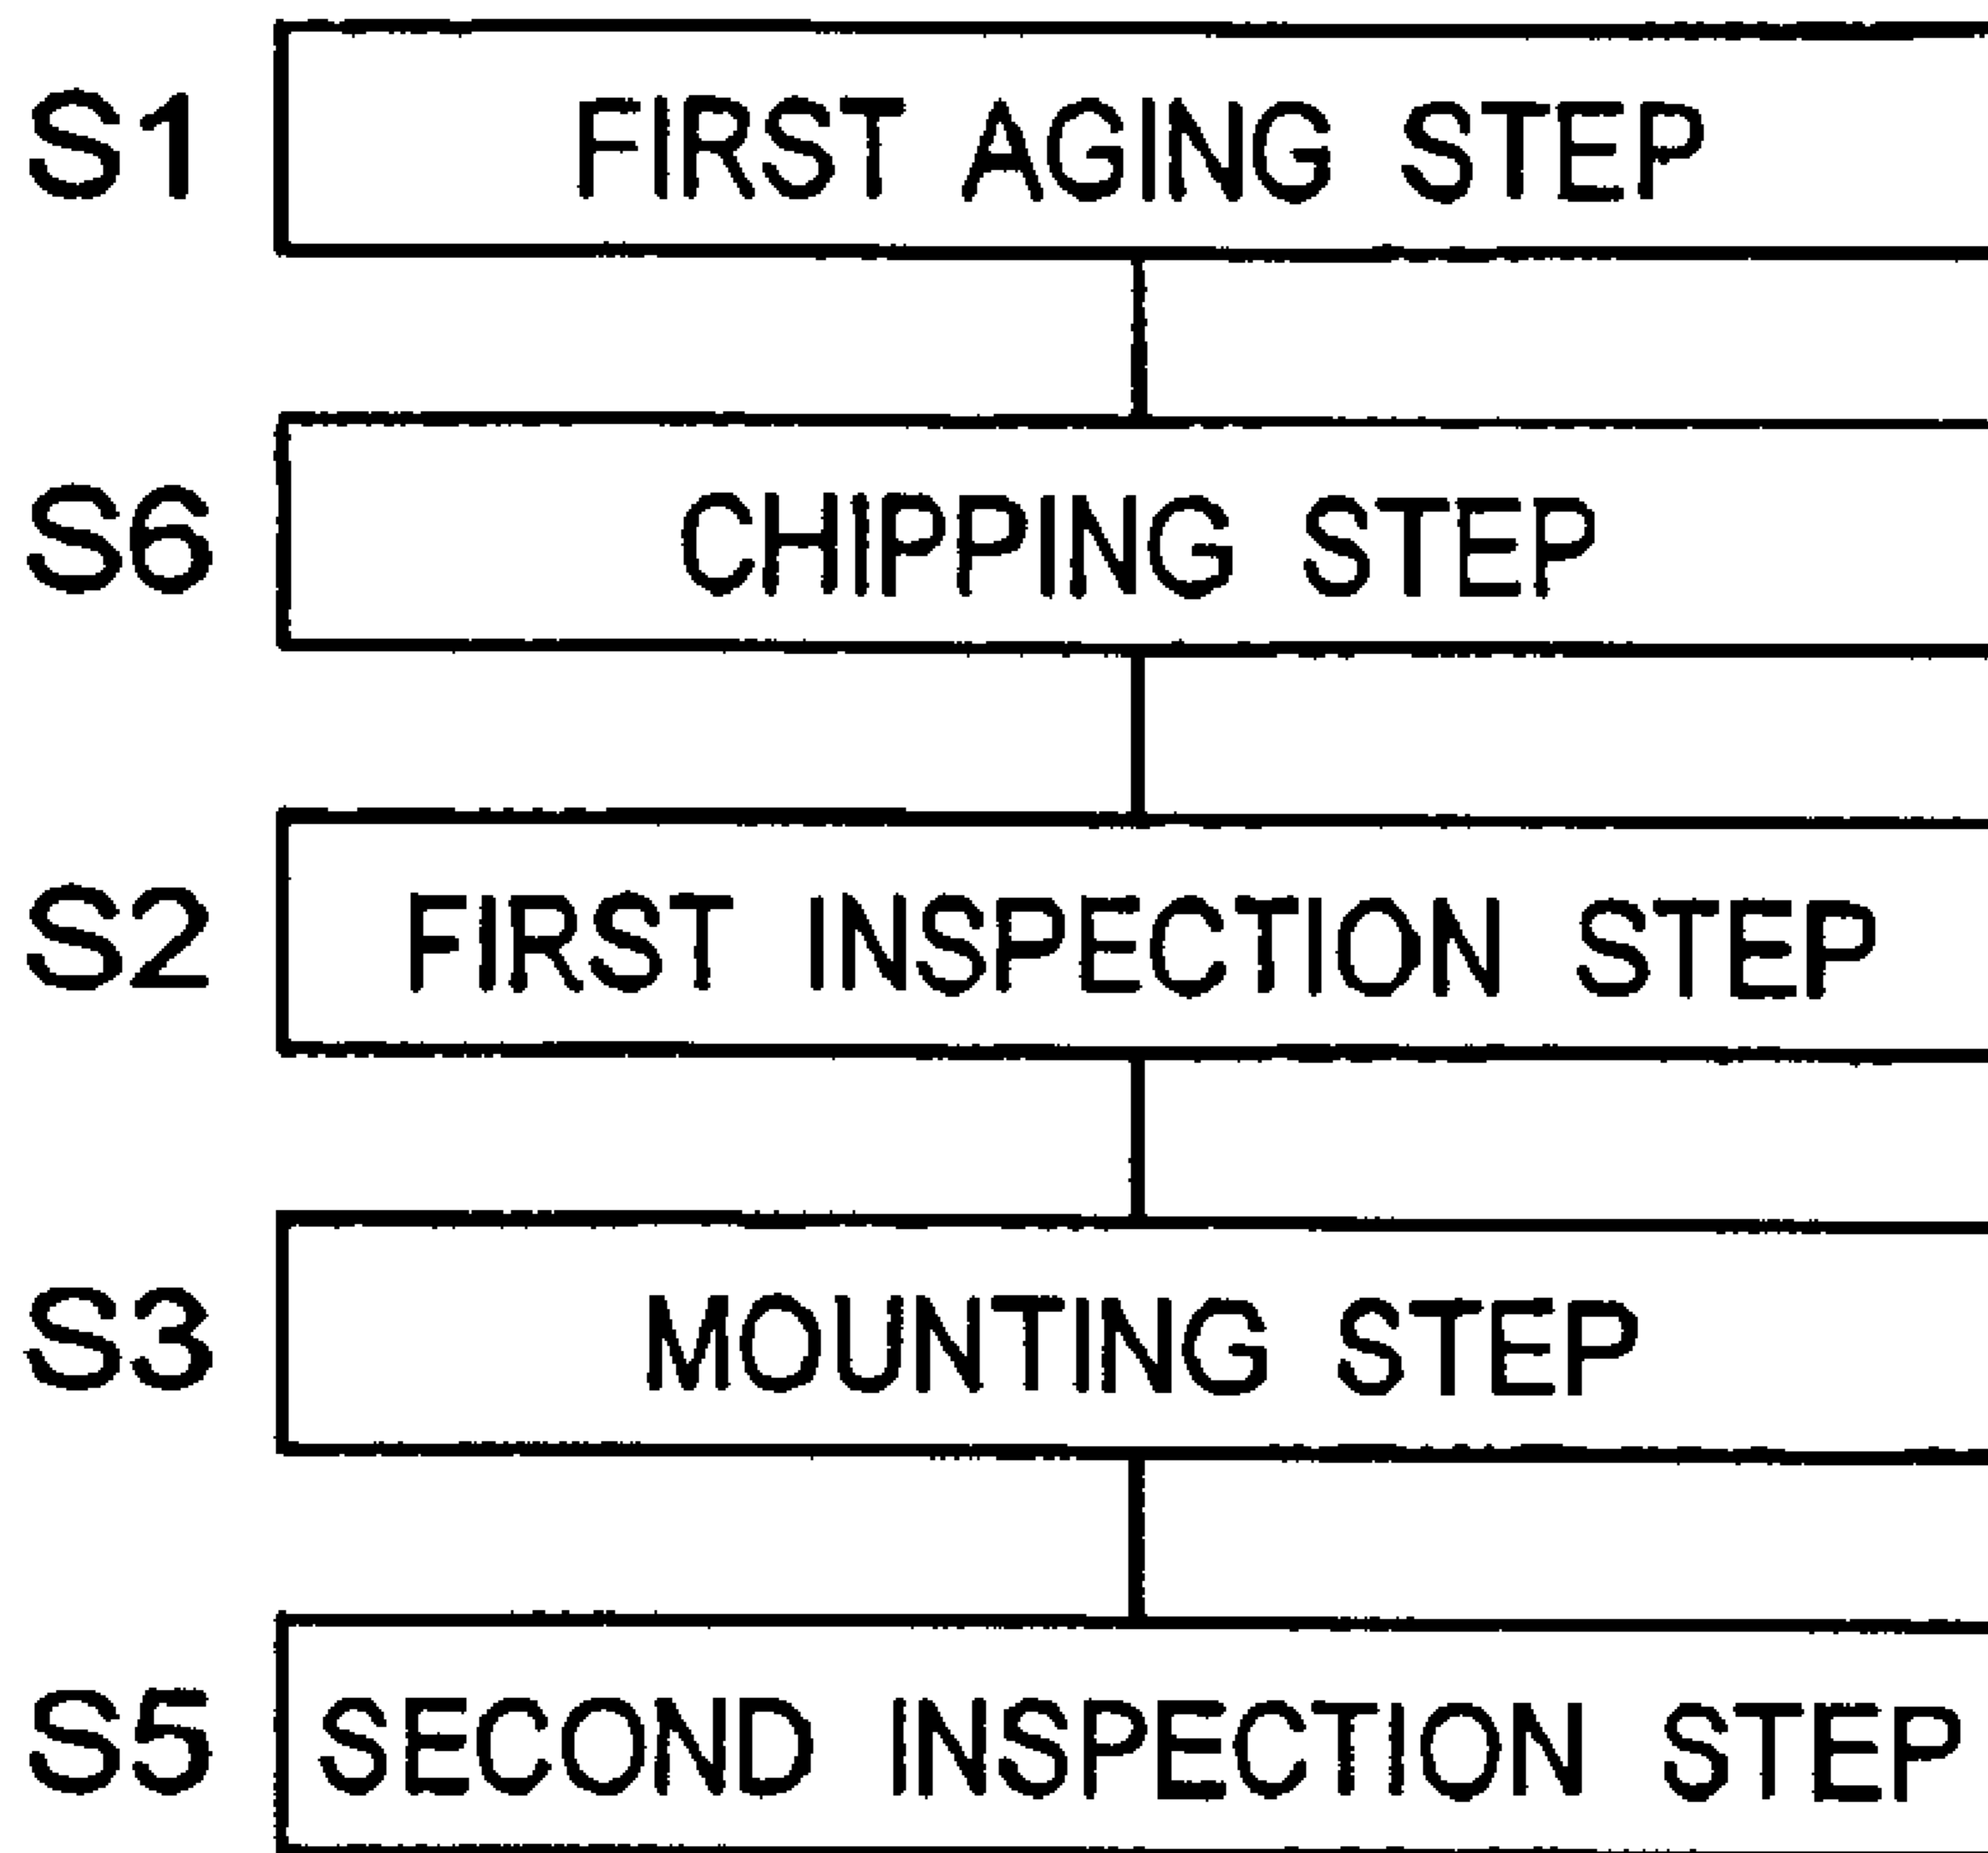 S1 FIRST AGING STEP
S6 CHIPPING STEP
S2 FIRST INSPECTION STEP
S3 MOUNTING STEP
S5 SECOND INSPECTION STEP